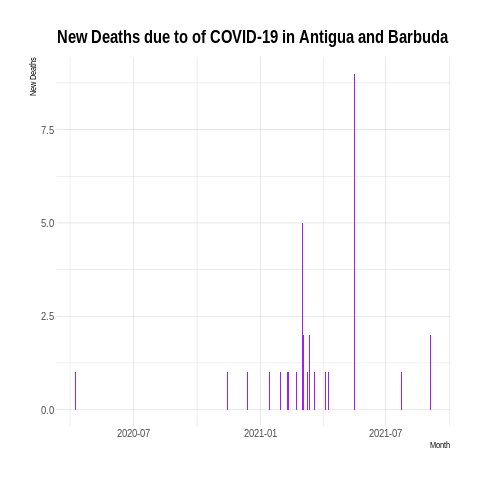 New Deaths due to of COVID-19 in Antigua and Barbuda
New Deaths
7.5
5.0
2.5
0.0
2020-07 2021-01 2021-07
Month